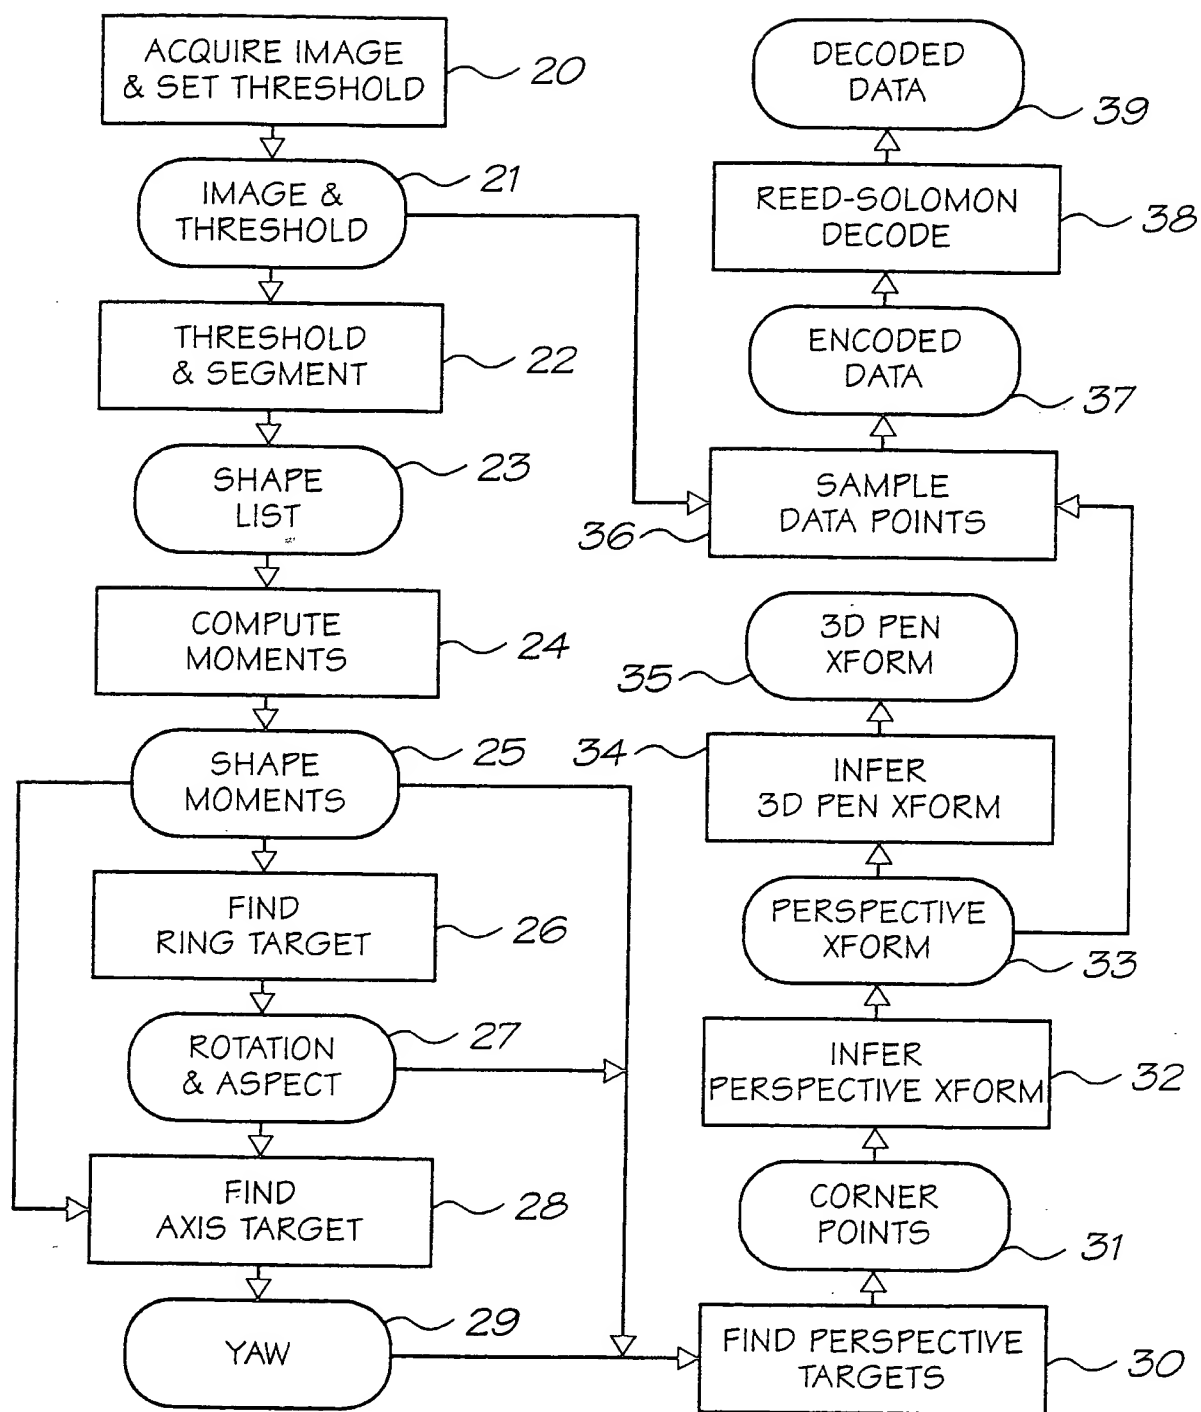 ACQUIRE IMAGE
& SET THRESHOLD
20
IMAGE &
THRESHOLD
21
THRESHOLD
& SEGMENT
22
SHAPE
LIST
23
COMPUTE
MOMENTS
24
SHAPE
MOMENTS
25
FIND
RING TARGET
26
ROTATION
& ASPECT
27
FIND
AXIS TARGET
28
YAW
29
DECODED
DATA
39
REED-SOLOMON
DECODE
38
ENCODED
DATA
37
SAMPLE
DATA POINTS
36
3D PEN
XFORM
35
34
INFER
3D PEN XFORM
PERSPECTIVE
XFORM
33
INFER
PERSPECTIVE XFORM
32
CORNER
POINTS
31
FIND PERSPECTIVE
TARGETS
30